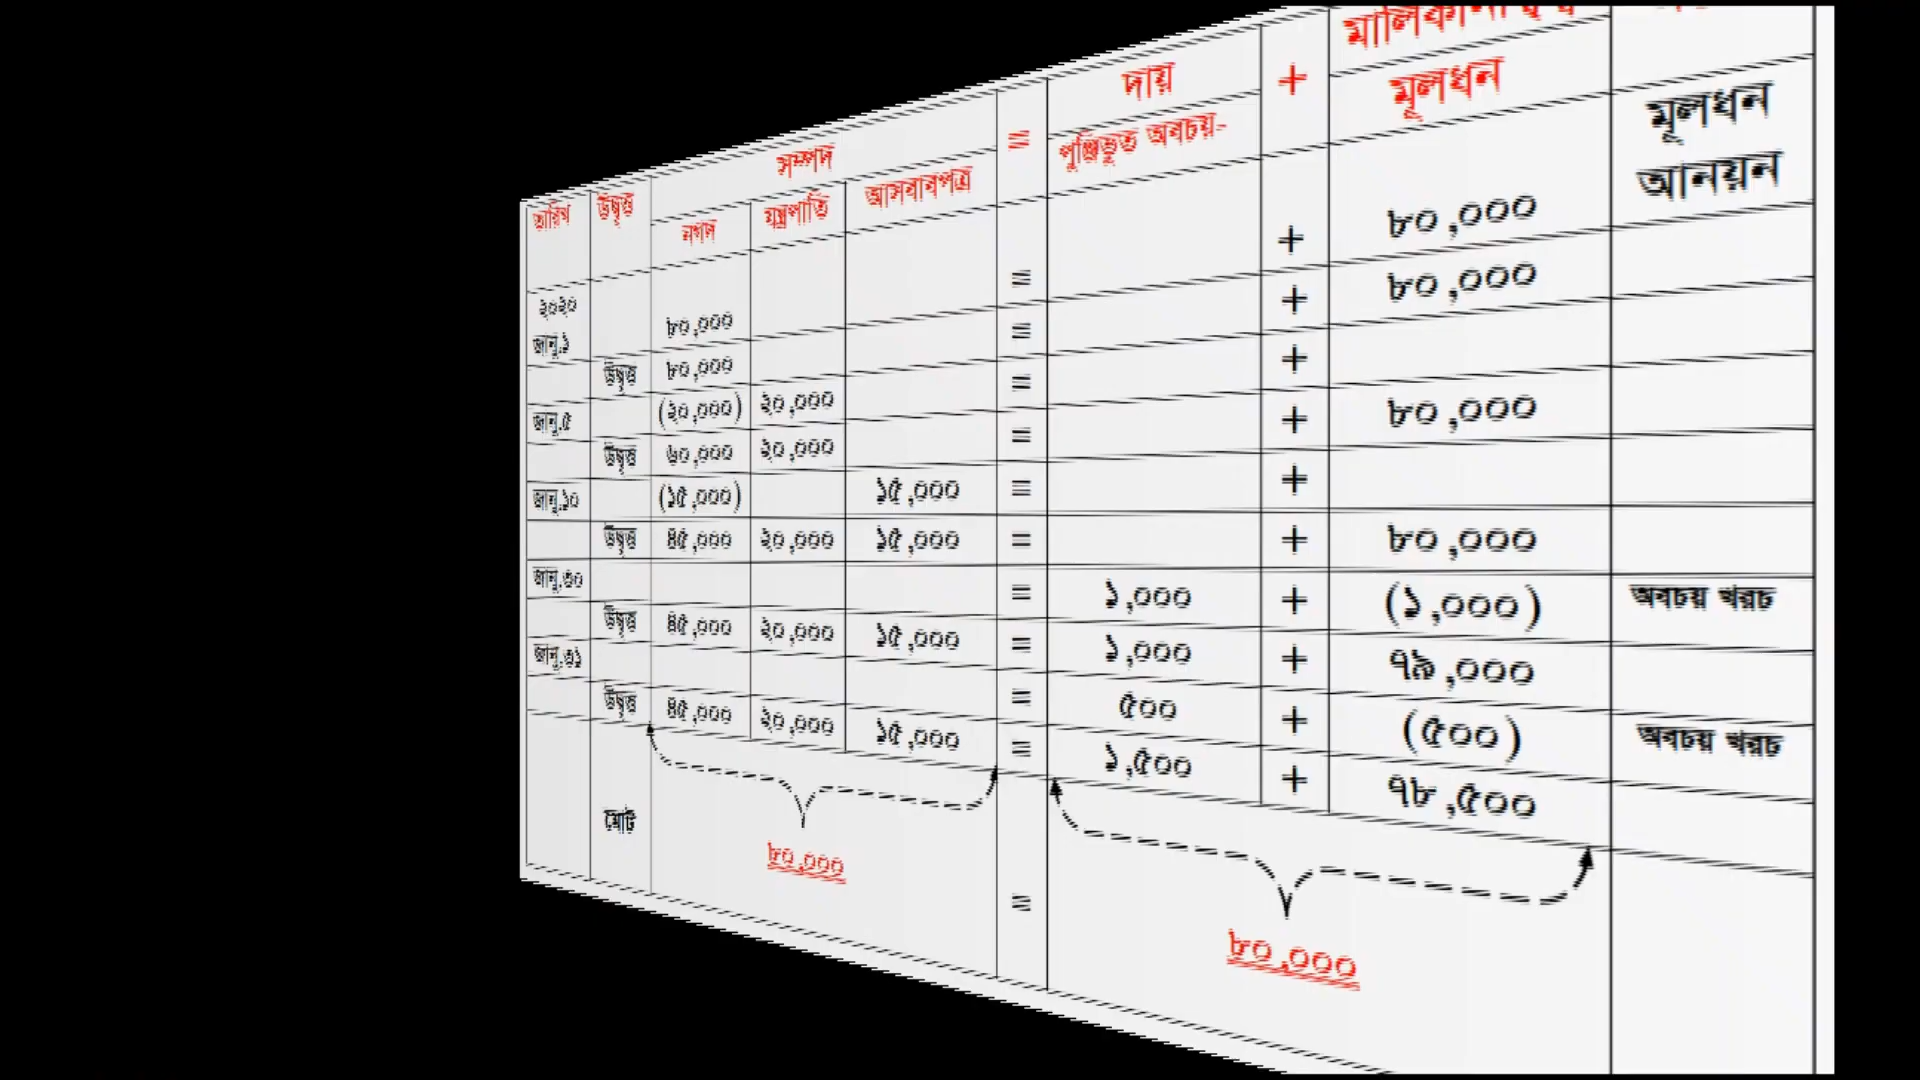 তারিখ উদ্বৃত্ত সম্পদ = দায় + মালিকানাস্বত্ব
নগদ যন্ত্রপাতি আসবাবপত্র পুঞ্জিভূত অবচয়- মূলধন
২০২০
জানু.১ ৮০,০০০ = + ৮০,০০০ মূলধন আনয়ন
উদ্বৃত্ত ৮০,০০০ = + ৮০,০০০
জানু.৫ (২০,০০০) ২০,০০০ = +
উদ্বৃত্ত ৬০,০০০ ২০,০০০ = + ৮০,০০০
জানু.১০ (১৫,০০০) ১৫,০০০ = +
উদ্বৃত্ত ৪৫,০০০ ২০,০০০ ১৫,০০০ = + ৮০,০০০
জানু.৩০ = ১,০০০ + (১,০০০) অবচয় খরচ
উদ্বৃত্ত ৪৫,০০০ ২০,০০০ ১৫,০০০ = ১,০০০ + ৭৯,০০০
জানু.৩১ = ৫০০ + (৫০০) অবচয় খরচ
উদ্বৃত্ত ৪৫,০০০ ২০,০০০ ১৫,০০০ = ১,৫০০ + ৭৮,৫০০
মোট ৮০,০০০ = ৮০,০০০